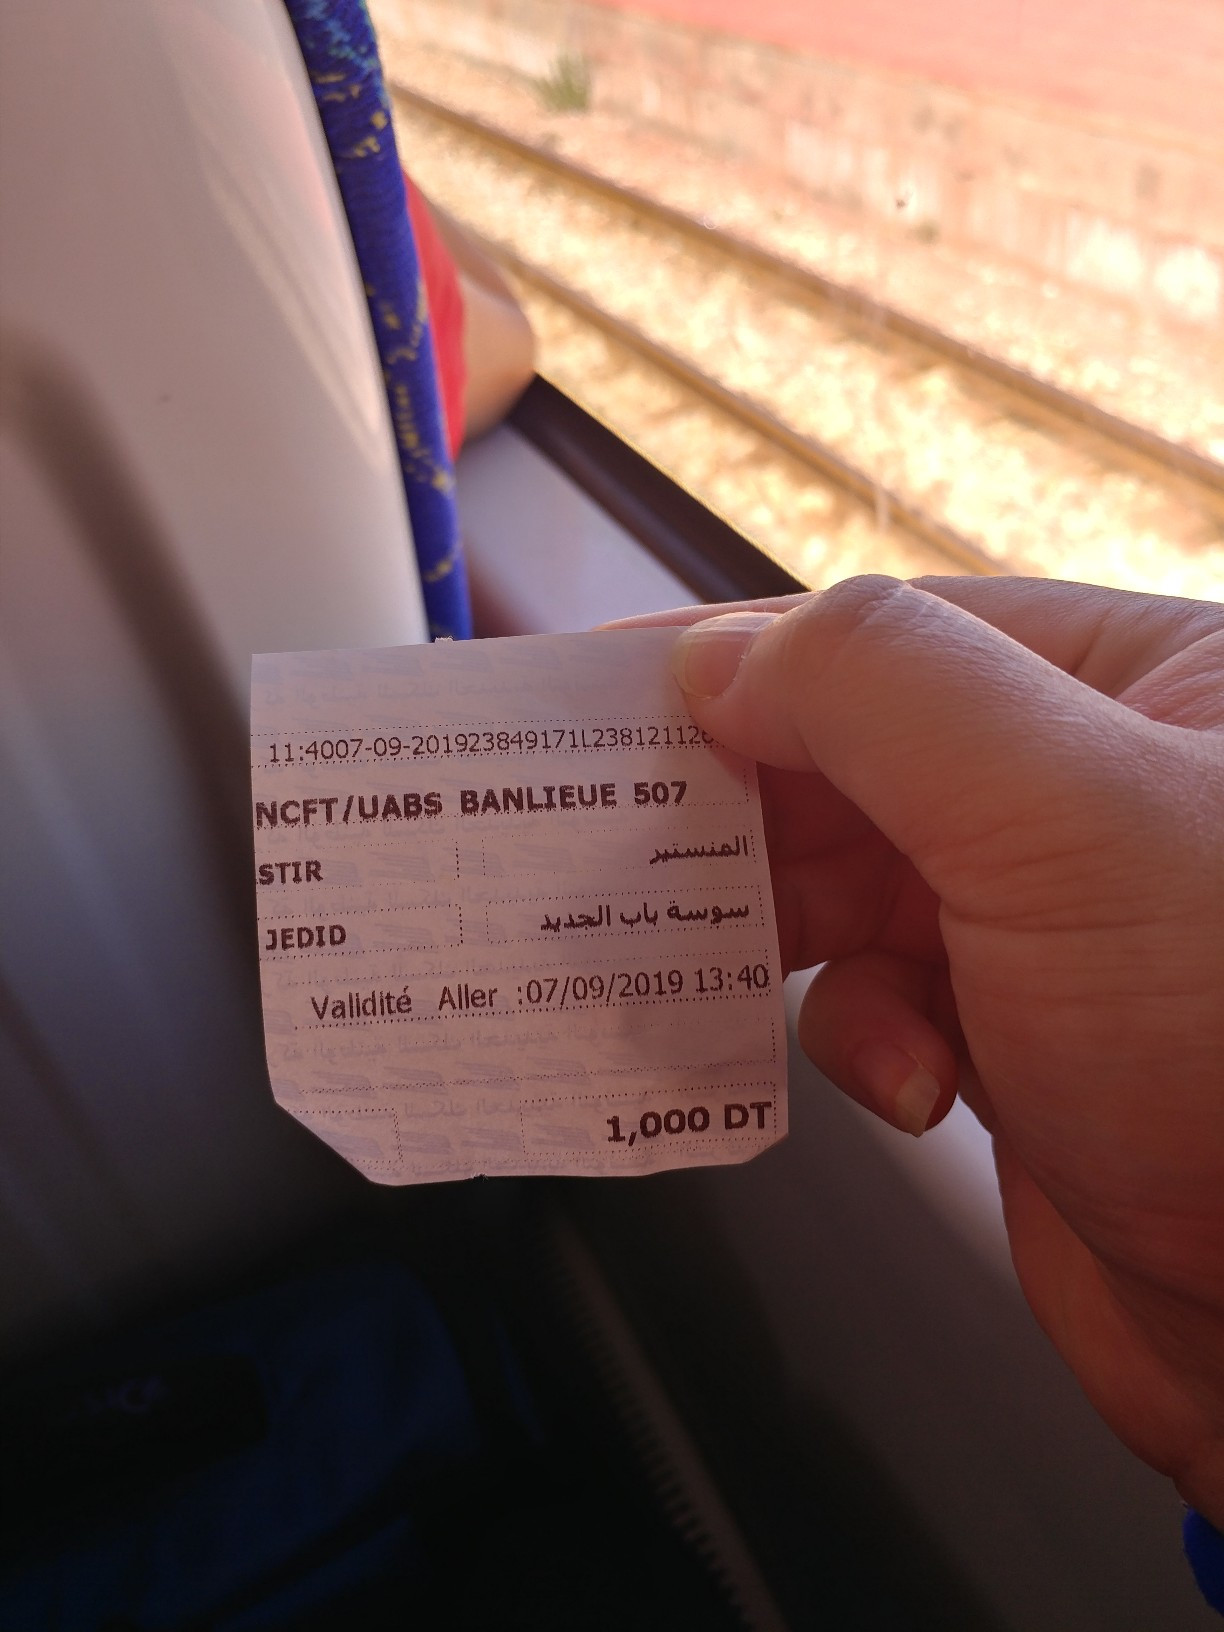 11:4007-09-201923849171L23812112
NCFT/UABS BANLIEUE 507
STIR المنستير
JEDID سوسة باب الجديد
Validité Aller :07/09/2019 13:40
1,000 DT